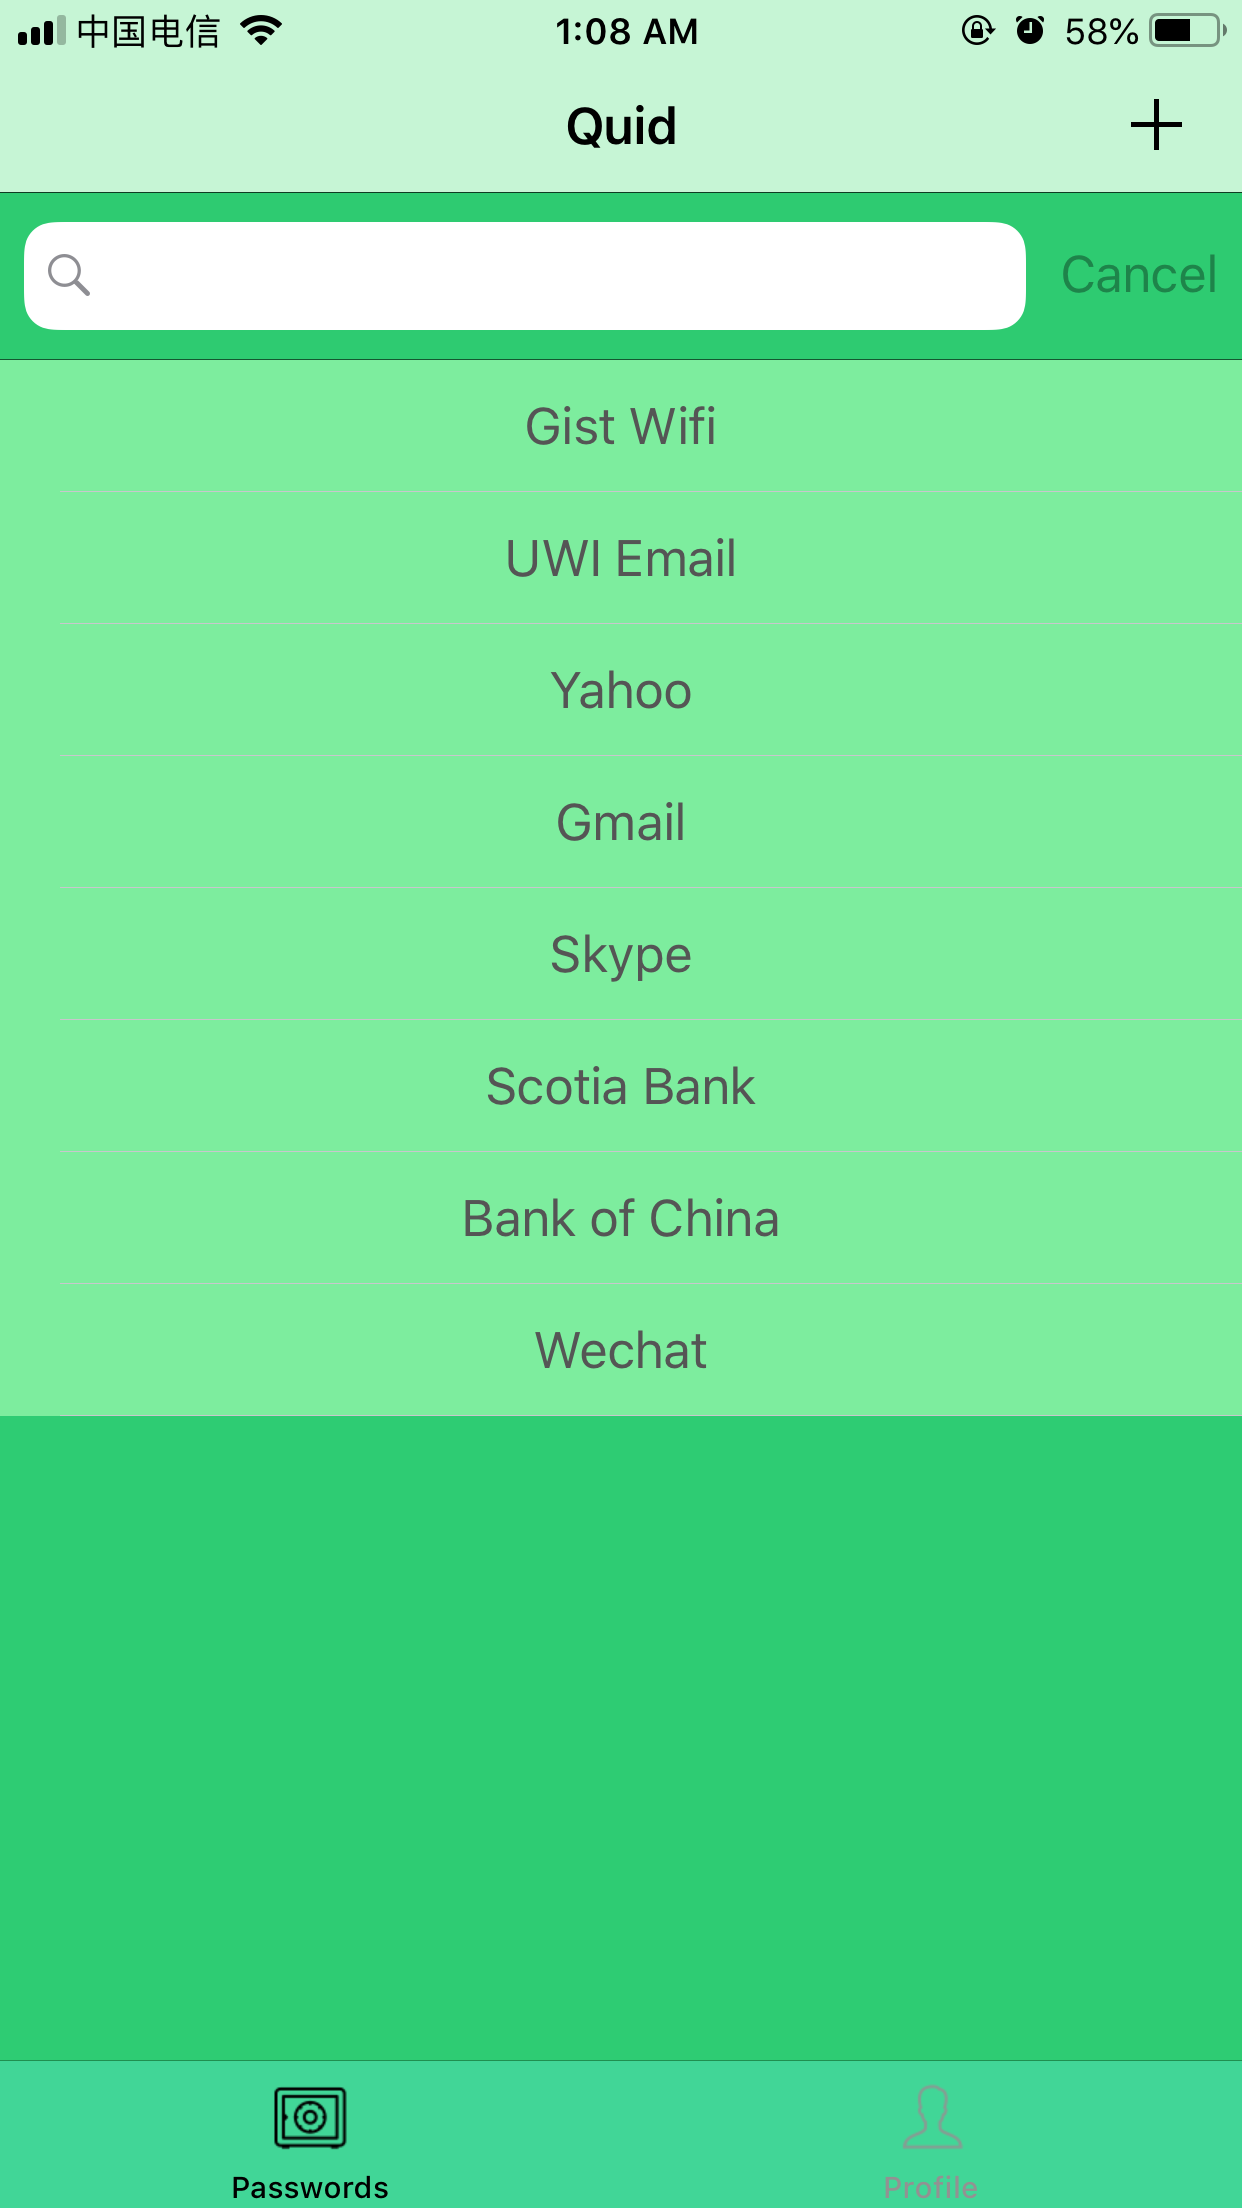 中国电信 1:08 AM 58%
Quid
Cancel
Gist Wifi
UWI Email
Yahoo
Gmail
Skype
Scotia Bank
Bank of China
Wechat
Passwords Profile